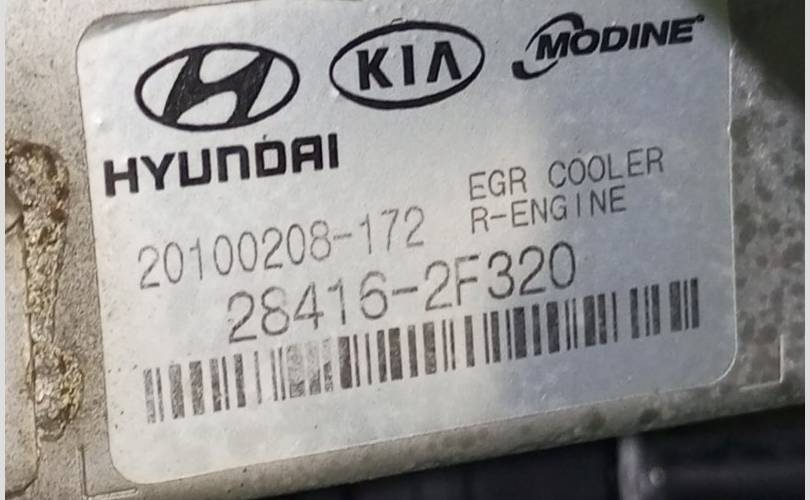 KIA MODINE
HYUNDAI
EGR COOLER
R-ENGINE
20100208-172
28416-2F320